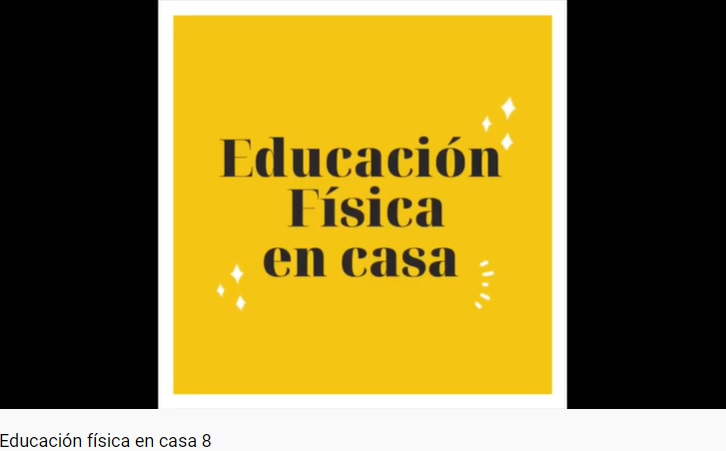 Educación
Física
en casa
Educación física en casa 8